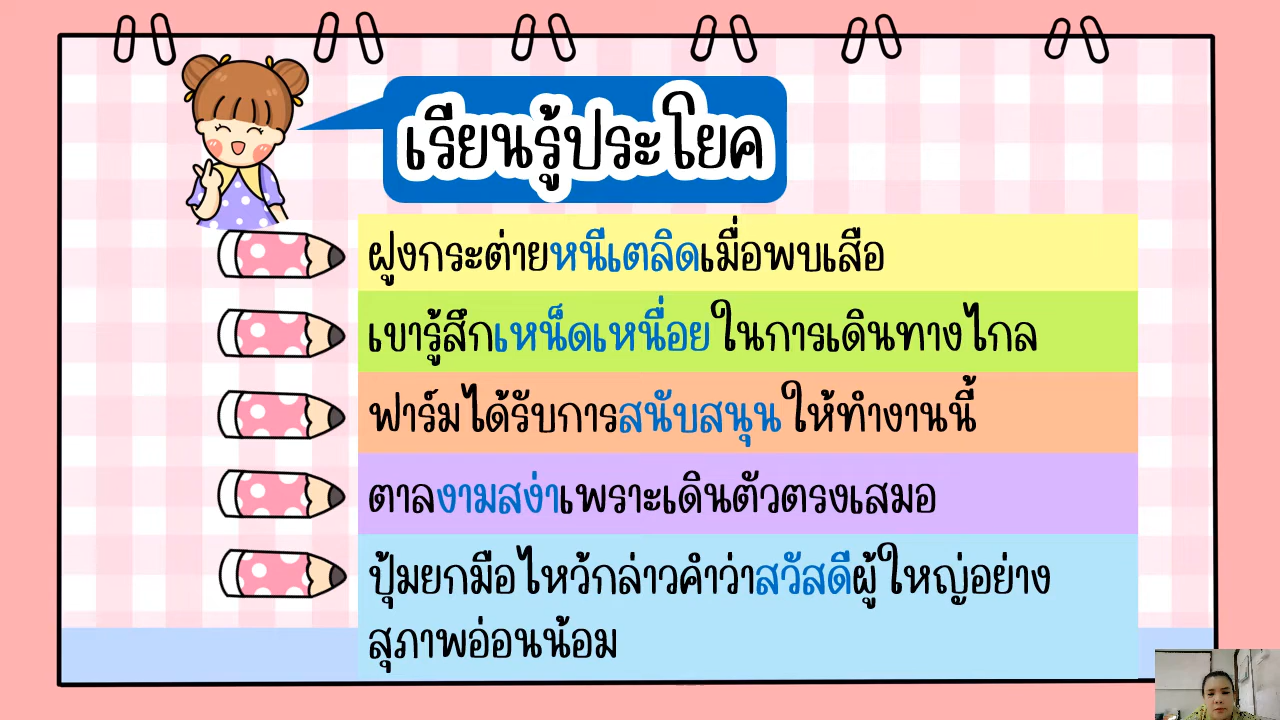 เรียนรู้ประโยค
ฝูงกระต่ายหนีเตลิดเมื่อพบเสือ
เขารู้สึกเหน็ดเหนื่อยในการเดินทางไกล
ฟาร์มได้รับการสนับสนุนให้ทำงานนี้
ตาลงามสง่าเพราะเดินตัวตรงเสมอ
ปุ้มยกมือไหว้กล่าวคำว่าสวัสดีผู้ใหญ่อย่าง
สุภาพอ่อนน้อม